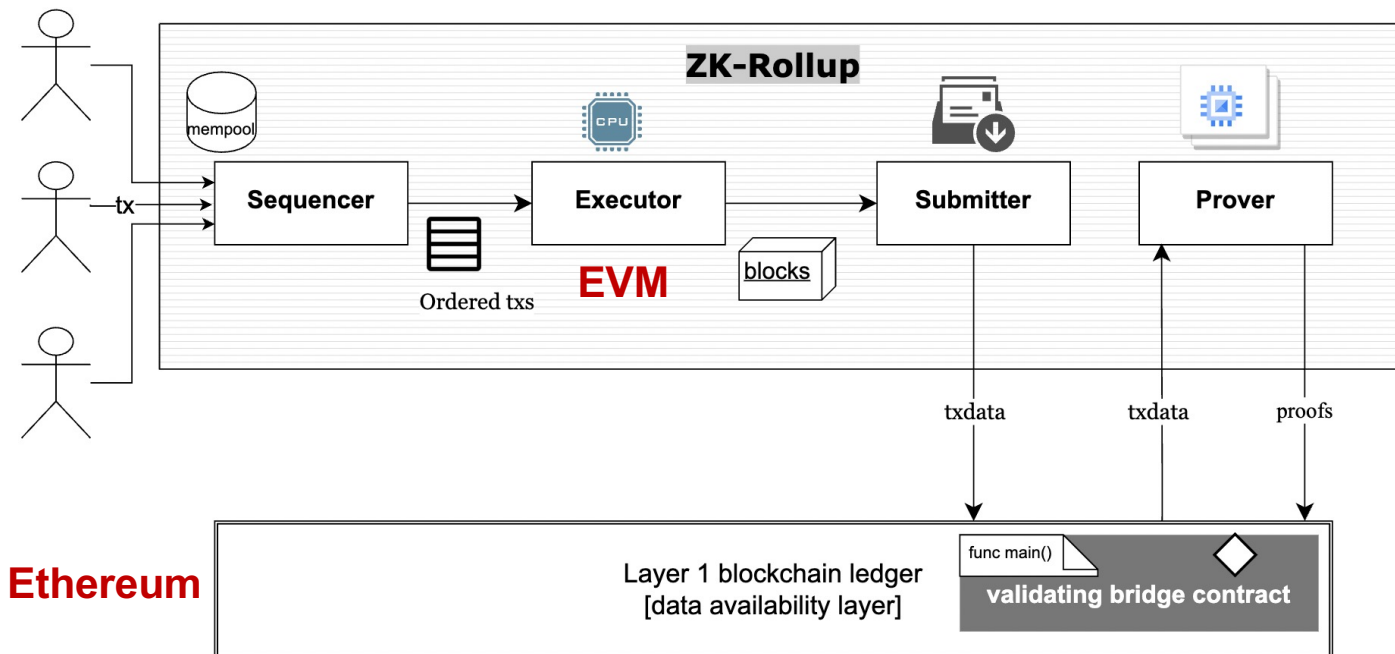 ZK-Rollup
mempool
CPU
tx
Sequencer
Executor
Submitter
Prover
Ordered txs
EVM
blocks
txdata
txdata
proofs
Ethereum
Layer 1 blockchain ledger
[data availability layer]
func main()
validating bridge contract